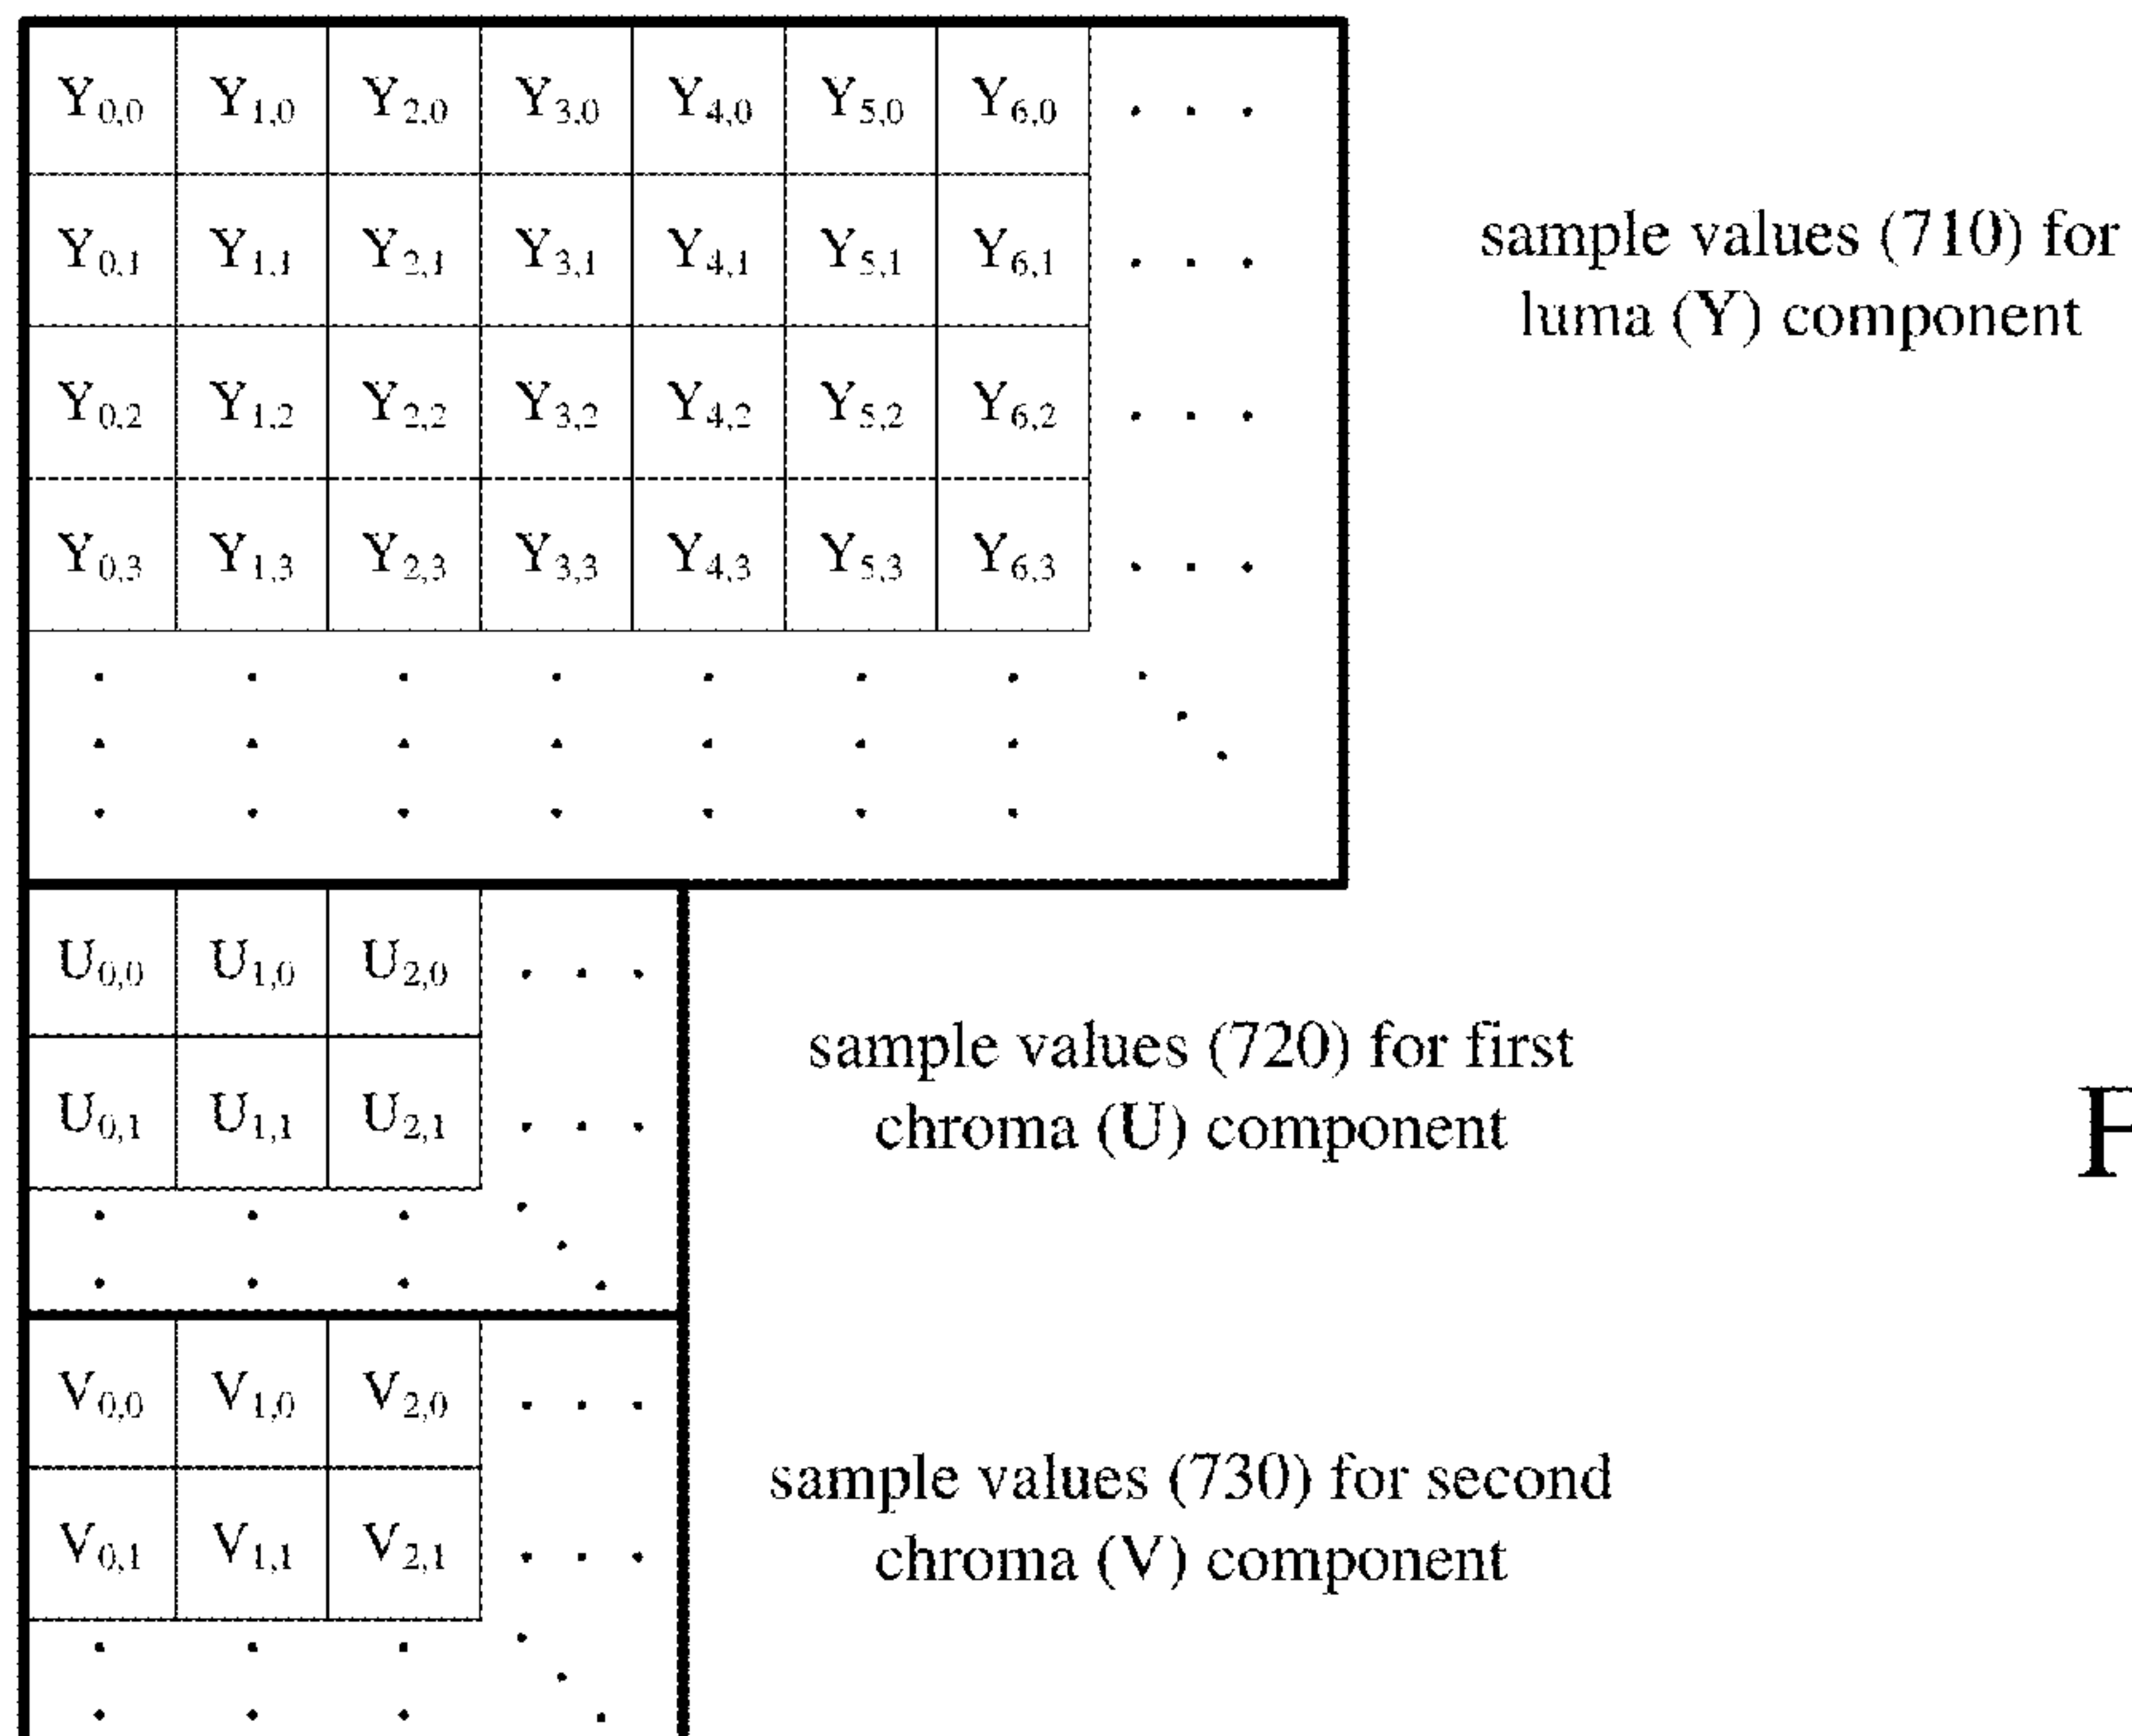 Y0,0 Y1,0 Y2,0 Y3,0 Y4,0 Y5,0 Y6,0 . . .
Y0,1 Y1,1 Y2,1 Y3,1 Y4,1 Y5,1 Y6,1 . . .
Y0,2 Y1,2 Y2,2 Y3,2 Y4,2 Y5,2 Y6,2 . . .
Y0,3 Y1,3 Y2,3 Y3,3 Y4,3 Y5,3 Y6,3 . . .
sample values (710) for
luma (Y) component
U0,0 U1,0 U2,0 . . .
U0,1 U1,1 U2,1 . . .
sample values (720) for first
chroma (U) component
F
V0,0 V1,0 V2,0 . . .
V0,1 V1,1 V2,1 . . .
sample values (730) for second
chroma (V) component